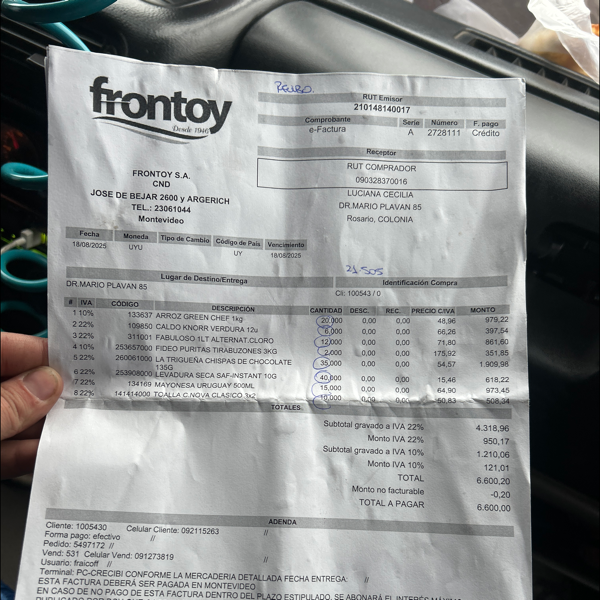 frontoy
Desde 1946
RECIBO
RUT Emisor
210148140017
Comprobante Serie Número F. pago
e-Factura A 2728111 Crédito
Receptor
RUT COMPRADOR
090328370016
LUCIANA CECILIA
DR.MARIO PLAVAN 85
Rosario, COLONIA
FRONTOY S.A.
CND
JOSE DE BEJAR 2600 y ARGERICH
TEL.: 23061044
Montevideo
Fecha Moneda Tipo de Cambio Código de País Vencimiento
18/08/2025 UYU UY 18/08/2025
21.505
Lugar de Destino/Entrega Identificación Compra
DR.MARIO PLAVAN 85 Cli: 100543 / 0
# IVA CÓDIGO DESCRIPCIÓN CANTIDAD DESC. REC. PRECIO C/IVA MONTO
1 10% 133637 ARROZ GREEN CHEF 1kg 20,000 0,00 0,00 48,96 979,22
2 22% 109850 CALDO KNORR VERDURA 12u 6,000 0,00 0,00 66,26 397,54
3 22% 311001 FABULOSO 1LT ALTERNAT.CLORO 12,000 0,00 0,00 71,80 861,60
4 10% 253657000 FIDEO PURITAS TIRABUZONES 3KG 2,000 0,00 0,00 175,92 351,85
5 22% 260061000 LA TRIGUEÑA CHISPAS DE CHOCOLATE 135G 35,000 0,00 0,00 54,57 1.909,98
6 22% 253908000 LEVADURA SECA SAF-INSTANT 10G 40,000 0,00 0,00 15,46 618,22
7 22% 134169 MAYONESA URUGUAY 500ML 15,000 0,00 0,00 64,90 973,45
8 22% 141414000 TOALLA C.NOVA CLASICO 3x2 10,000 0,00 0,00 50,83 508,34
TOTALES
Subtotal gravado a IVA 22% 4.318,96
Monto IVA 22% 950,17
Subtotal gravado a IVA 10% 1.210,06
Monto IVA 10% 121,01
TOTAL 6.600,20
Monto no facturable -0,20
TOTAL A PAGAR 6.600,00
ADENDA
Cliente: 1005430 Celular Cliente: 092115263 //
Forma pago: efectivo // //
Pedido: 5497172 //
Vend: 531 Celular Vend: 091273819 //
Usuario: fraicoff //
Terminal: PC-CRECIBI CONFORME LA MERCADERIA DETALLADA FECHA ENTREGA: //
ESTA FACTURA DEBERÁ SER PAGADA EN MONTEVIDEO
EN CASO DE NO PAGO DE ESTA FACTURA DENTRO DEL PLAZO ESTIPULADO, SE ABONARÁ EL INTERÉS